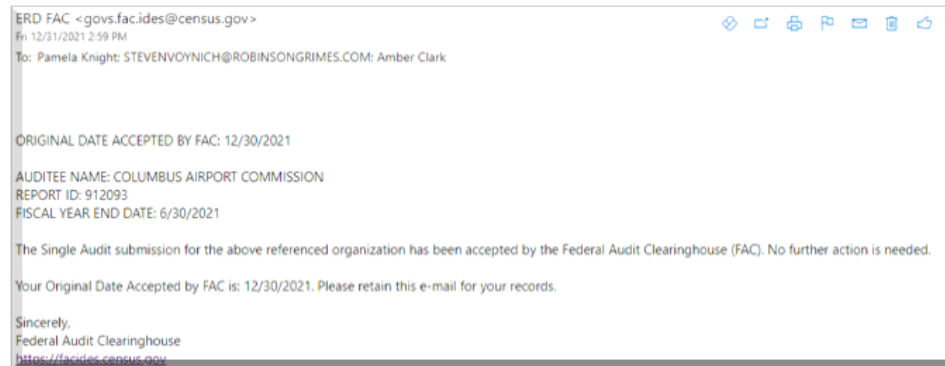 ERD FAC <govs.fac.ides@census.gov>
Fri 12/31/2021 2:59 PM
To: Pamela Knight: STEVENVOYNICH@ROBINSONGRIMES.COM: Amber Clark
ORIGINAL DATE ACCEPTED BY FAC: 12/30/2021
AUDITEE NAME: COLUMBUS AIRPORT COMMISSION
REPORT ID: 912093
FISCAL YEAR END DATE: 6/30/2021
The Single Audit submission for the above referenced organization has been accepted by the Federal Audit Clearinghouse (FAC). No further action is needed.
Your Original Date Accepted by FAC is: 12/30/2021. Please retain this e-mail for your records.
Sincerely,
Federal Audit Clearinghouse
https://facides.census.gov